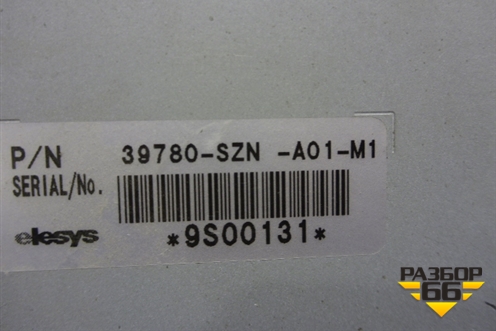 P/N 39780-SZN -A01-M1
SERIAL/No.
elesys *9S00131*
РАЗБОР
66